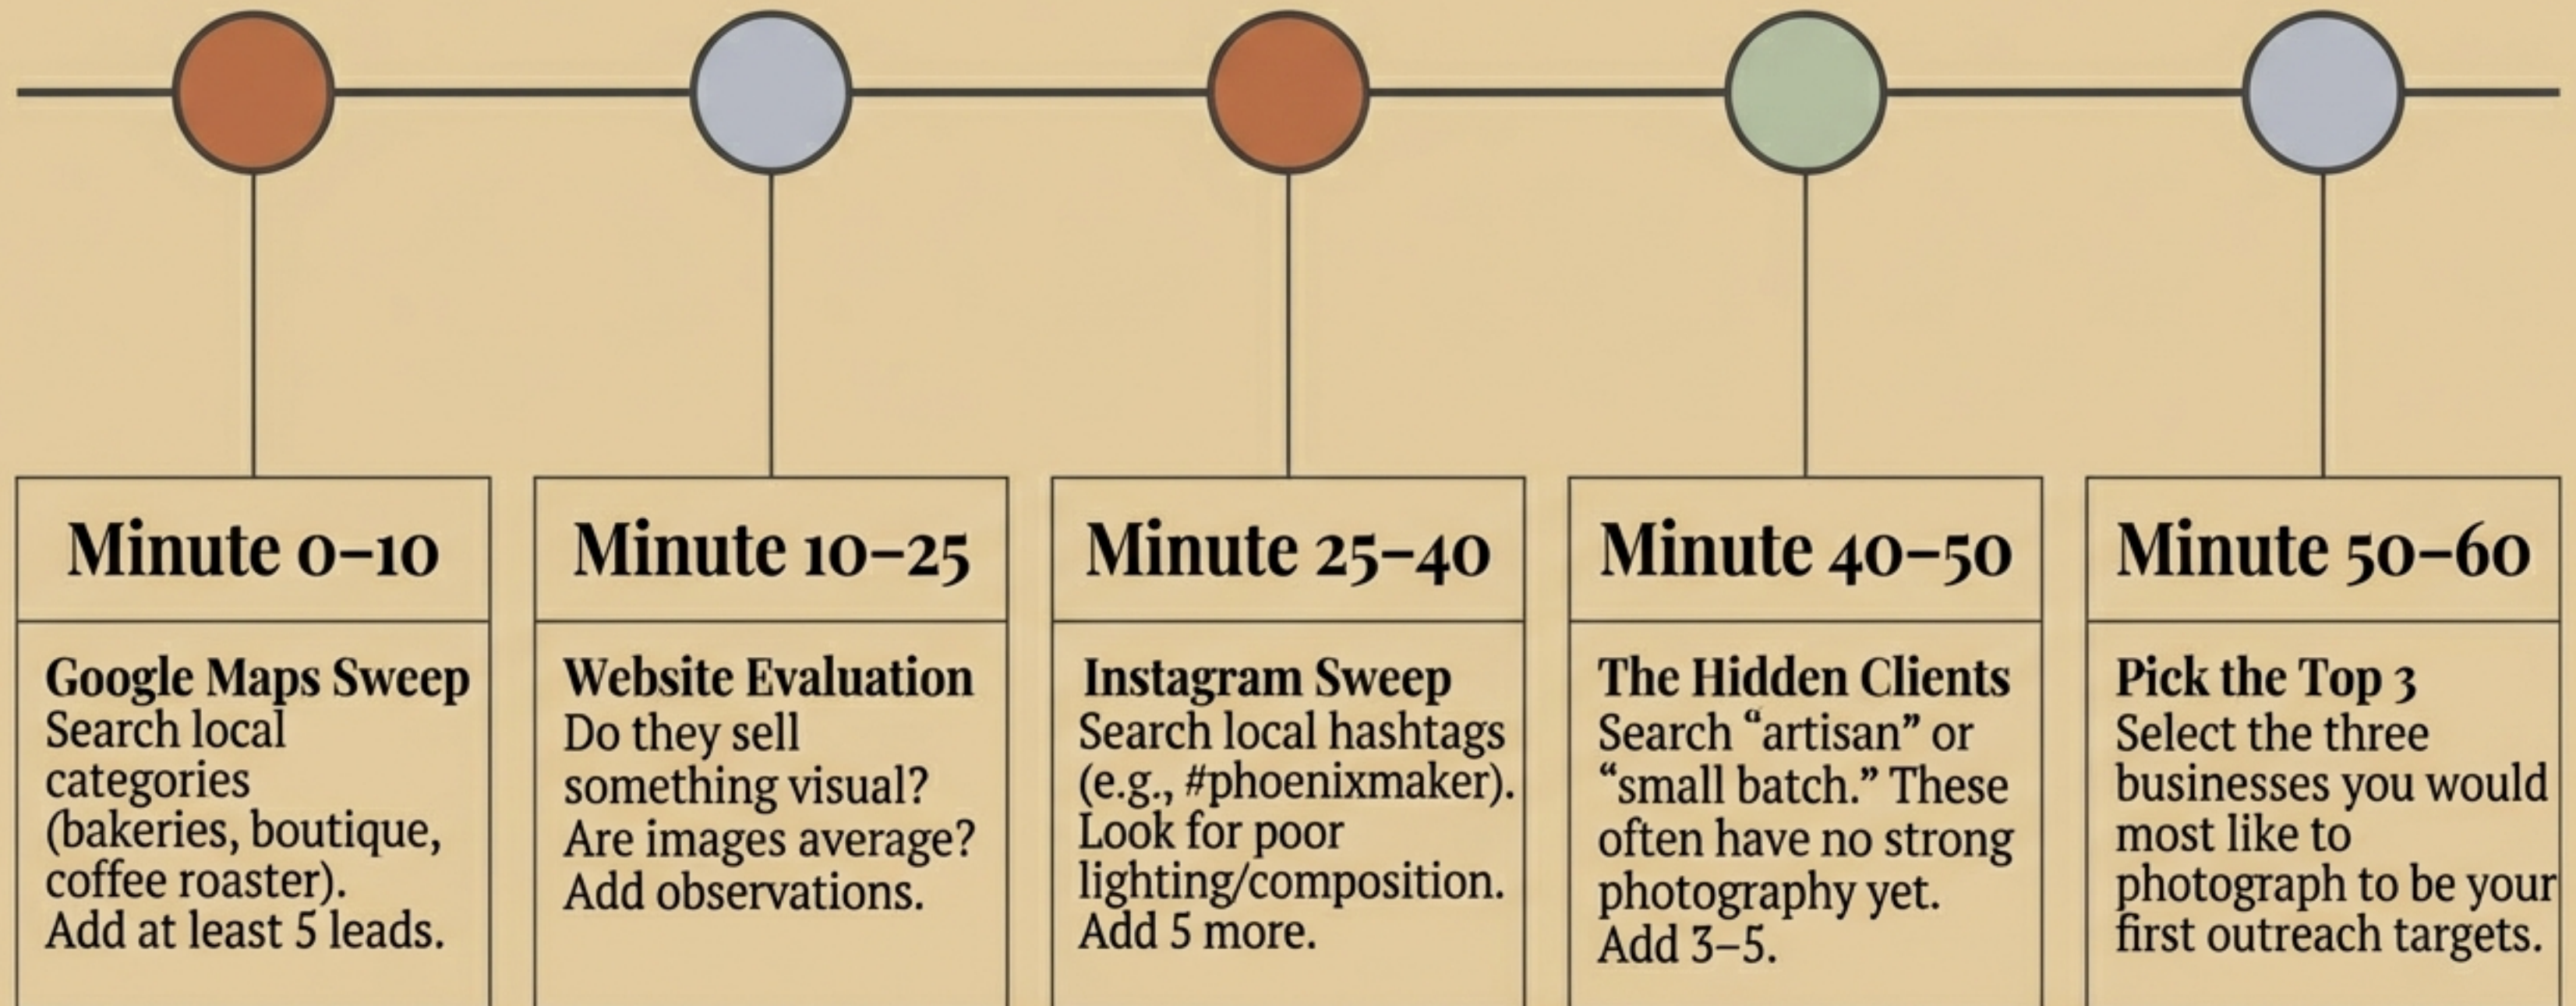 Minute 0–10
Google Maps Sweep
Search local
categories
(bakeries, boutique,
coffee roaster).
Add at least 5 leads.
Minute 10–25
Website Evaluation
Do they sell
something visual?
Are images average?
Add observations.
Minute 25–40
Instagram Sweep
Search local hashtags
(e.g., #phoenixmaker).
Look for poor
lighting/composition.
Add 5 more.
Minute 40–50
The Hidden Clients
Search “artisan” or
“small batch.” These
often have no strong
photography yet.
Add 3–5.
Minute 50–60
Pick the Top 3
Select the three
businesses you would
most like to
photograph to be your
first outreach targets.